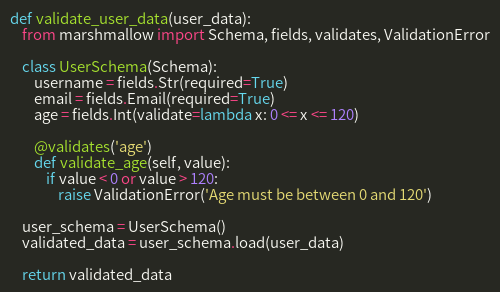 def validate_user_data(user_data):
from marshmallow import Schema, fields, validates, ValidationError
class UserSchema(Schema):
username = fields.Str(required=True)
email = fields.Email(required=True)
age = fields.Int(validate=lambda x: 0 <= x <= 120)
@validates('age')
def validate_age(self, value):
if value < 0 or value > 120:
raise ValidationError('Age must be between 0 and 120')
user_schema = UserSchema()
validated_data = user_schema.load(user_data)
return validated_data